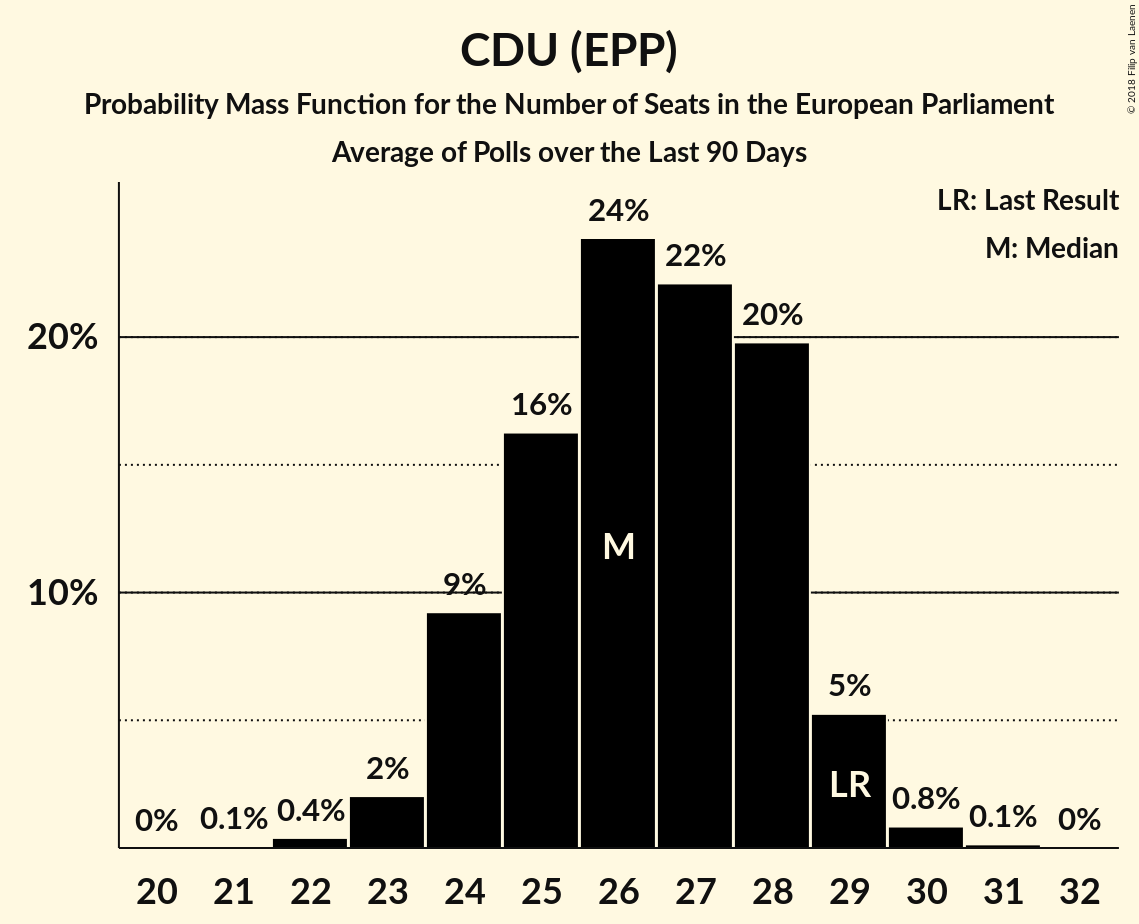 CDU (EPP)
Probability Mass Function for the Number of Seats in the European Parliament
Average of Polls over the Last 90 Days
© 2018 Filip van Laenen
LR: Last Result
M: Median
20%
10%
0%
0.1%
0.4%
2%
9%
16%
24%
22%
20%
5%
0.8%
0.1%
0%
M
LR
20 21 22 23 24 25 26 27 28 29 30 31 32